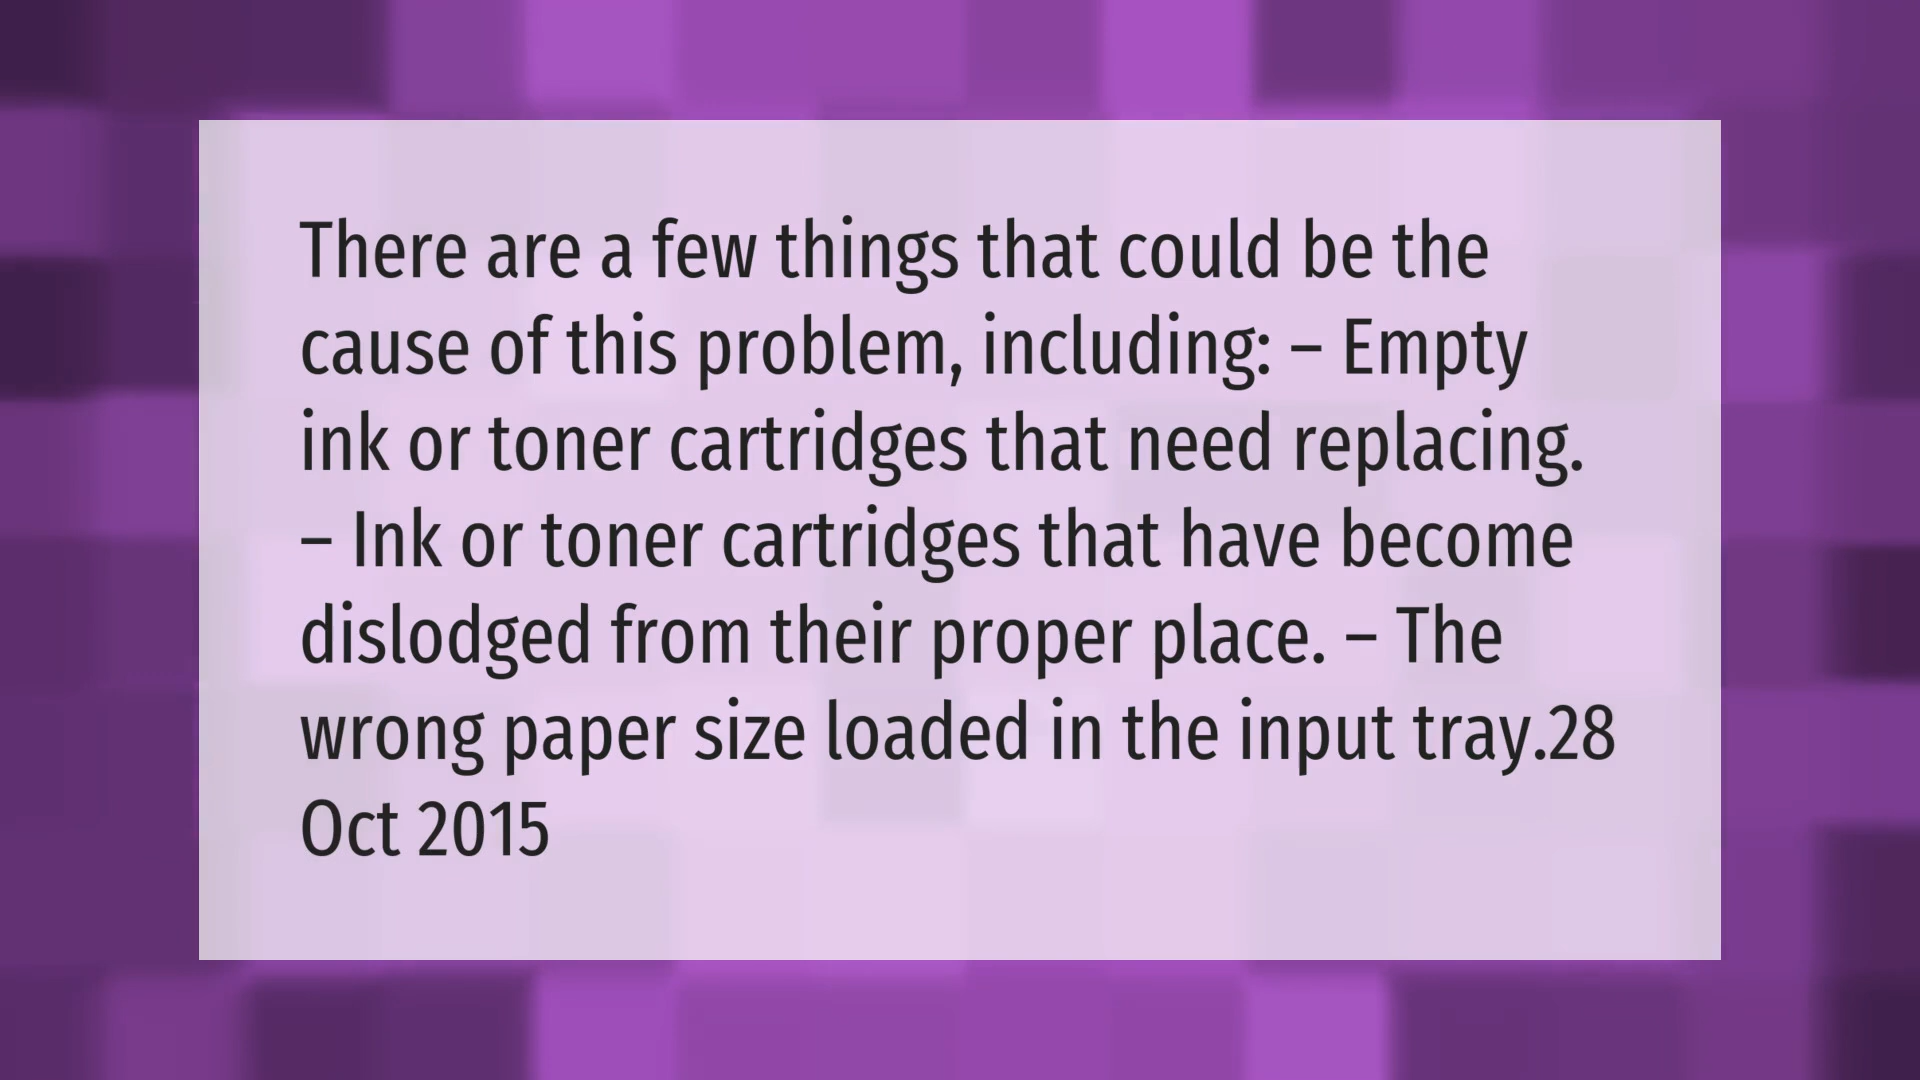 There are a few things that could be the
cause of this problem, including: – Empty
ink or toner cartridges that need replacing.
– Ink or toner cartridges that have become
dislodged from their proper place. – The
wrong paper size loaded in the input tray.28
Oct 2015